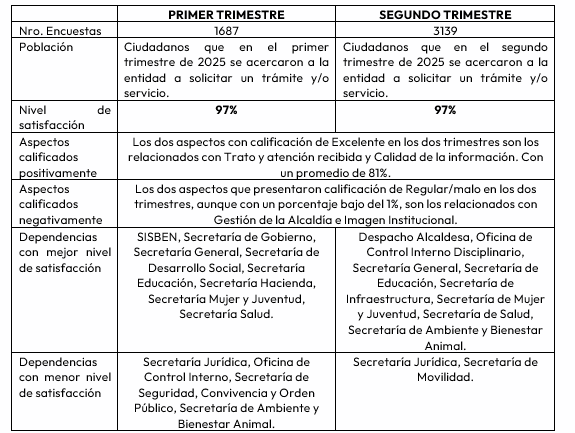 PRIMER TRIMESTRE SEGUNDO TRIMESTRE
Nro. Encuestas 1687 3139
Población
Ciudadanos que en el primer
trimestre de 2025 se acercaron a la
entidad a solicitar un trámite y/o
servicio.
Ciudadanos que en el segundo
trimestre de 2025 se acercaron a la
entidad a solicitar un trámite y/o
servicio.
Nivel de
satisfacción
97% 97%
Aspectos
calificados
positivamente
Los dos aspectos con calificación de Excelente en los dos trimestres son los
relacionados con Trato y atención recibida y Calidad de la información. Con
un promedio de 81%.
Aspectos
calificados
negativamente
Los dos aspectos que presentaron calificación de Regular/malo en los dos
trimestres, aunque con un porcentaje bajo del 1%, son los relacionados con
Gestión de la Alcaldía e Imagen Institucional.
Dependencias
con mejor nivel
de satisfacción
SISBEN, Secretaría de Gobierno,
Secretaría General, Secretaría de
Desarrollo Social, Secretaría
Educación, Secretaría Hacienda,
Secretaría Mujer y Juventud,
Secretaría Salud.
Despacho Alcaldesa, Oficina de
Control Interno Disciplinario,
Secretaría General, Secretaría de
Educación, Secretaría de
Infraestructura, Secretaría de Mujer
y Juventud, Secretaría de Salud,
Secretaría de Ambiente y Bienestar
Animal.
Dependencias
con menor nivel
de satisfacción
Secretaría Jurídica, Oficina de
Control Interno, Secretaría de
Seguridad, Convivencia y Orden
Público, Secretaría de Ambiente y
Bienestar Animal.
Secretaría Jurídica, Secretaría de
Movilidad.